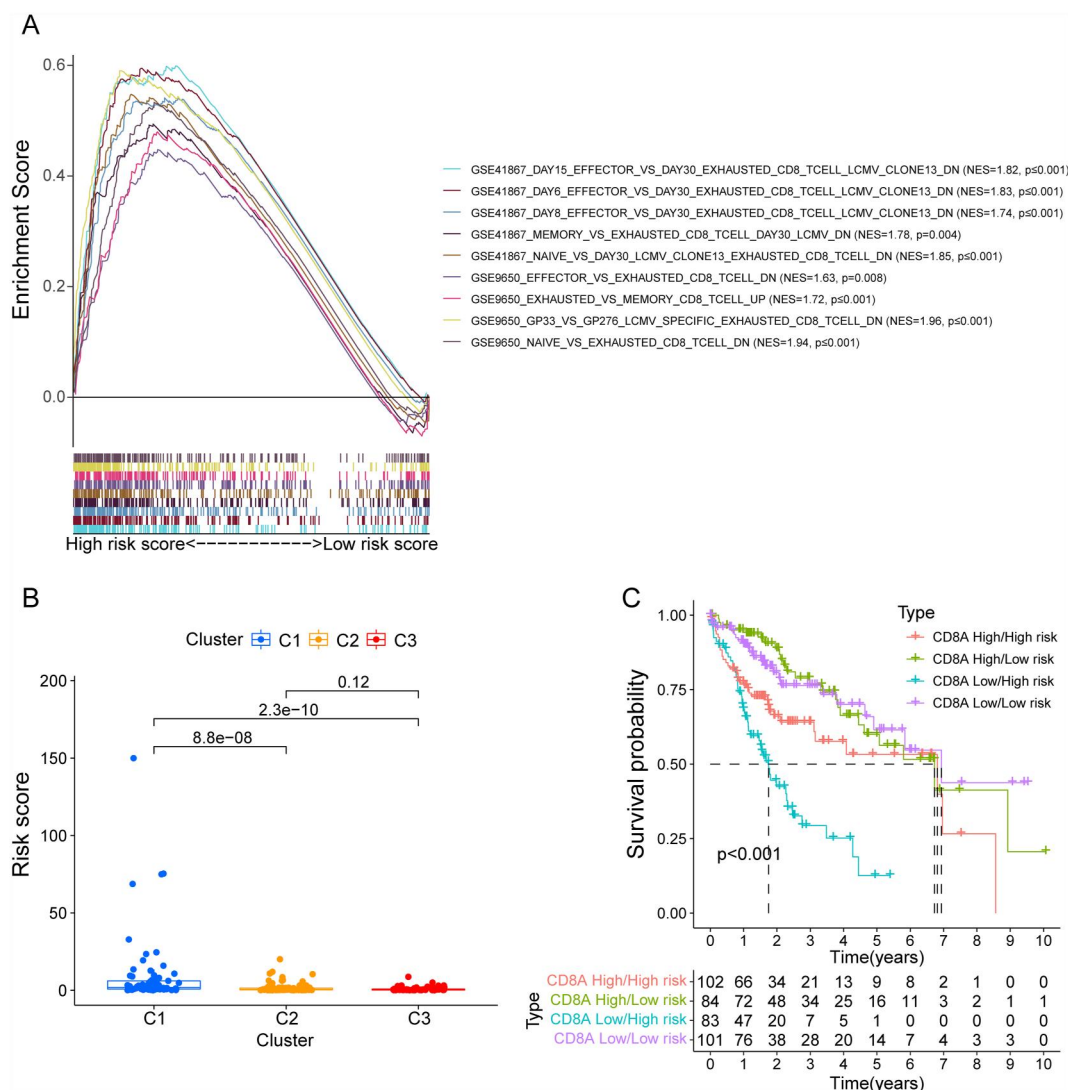 A
0.6
0.4
0.2
0.0
Enrichment Score
GSE41867_DAY15_EFFECTOR_VS_DAY30_EXHAUSTED_CD8_TCELL_LCMV_CLONE13_DN (NES=1.82, p≤0.001)
GSE41867_DAY6_EFFECTOR_VS_DAY30_EXHAUSTED_CD8_TCELL_LCMV_CLONE13_DN (NES=1.83, p≤0.001)
GSE41867_DAY8_EFFECTOR_VS_DAY30_EXHAUSTED_CD8_TCELL_LCMV_CLONE13_DN (NES=1.74, p≤0.001)
GSE41867_MEMORY_VS_EXHAUSTED_CD8_TCELL_DAY30_LCMV_DN (NES=1.78, p=0.004)
GSE41867_NAIVE_VS_DAY30_LCMV_CLONE13_EXHAUSTED_CD8_TCELL_DN (NES=1.85, p≤0.001)
GSE9650_EFFECTOR_VS_EXHAUSTED_CD8_TCELL_DN (NES=1.63, p=0.008)
GSE9650_EXHAUSTED_VS_MEMORY_CD8_TCELL_UP (NES=1.72, p≤0.001)
GSE9650_GP33_VS_GP276_LCMV_SPECIFIC_EXHAUSTED_CD8_TCELL_DN (NES=1.96, p≤0.001)
GSE9650_NAIVE_VS_EXHAUSTED_CD8_TCELL_DN (NES=1.94, p≤0.001)
High risk score<------------>Low risk score
B
Cluster C1 C2 C3
200
150
100
50
0
Risk score
0.12
2.3e-10
8.8e-08
C1 C2 C3
Cluster
C
Type
CD8A High/High risk
CD8A High/Low risk
CD8A Low/High risk
CD8A Low/Low risk
1.00
0.75
0.50
0.25
0.00
Survival probability
p<0.001
0 1 2 3 4 5 6 7 8 9 10
Time(years)
Type
CD8A High/High risk 102 66 34 21 13 9 8 2 1 0 0
CD8A High/Low risk 84 72 48 34 25 16 11 3 2 1 1
CD8A Low/High risk 83 47 20 7 5 1 0 0 0 0 0
CD8A Low/Low risk 101 76 38 28 20 14 7 4 3 3 0
0 1 2 3 4 5 6 7 8 9 10
Time(years)